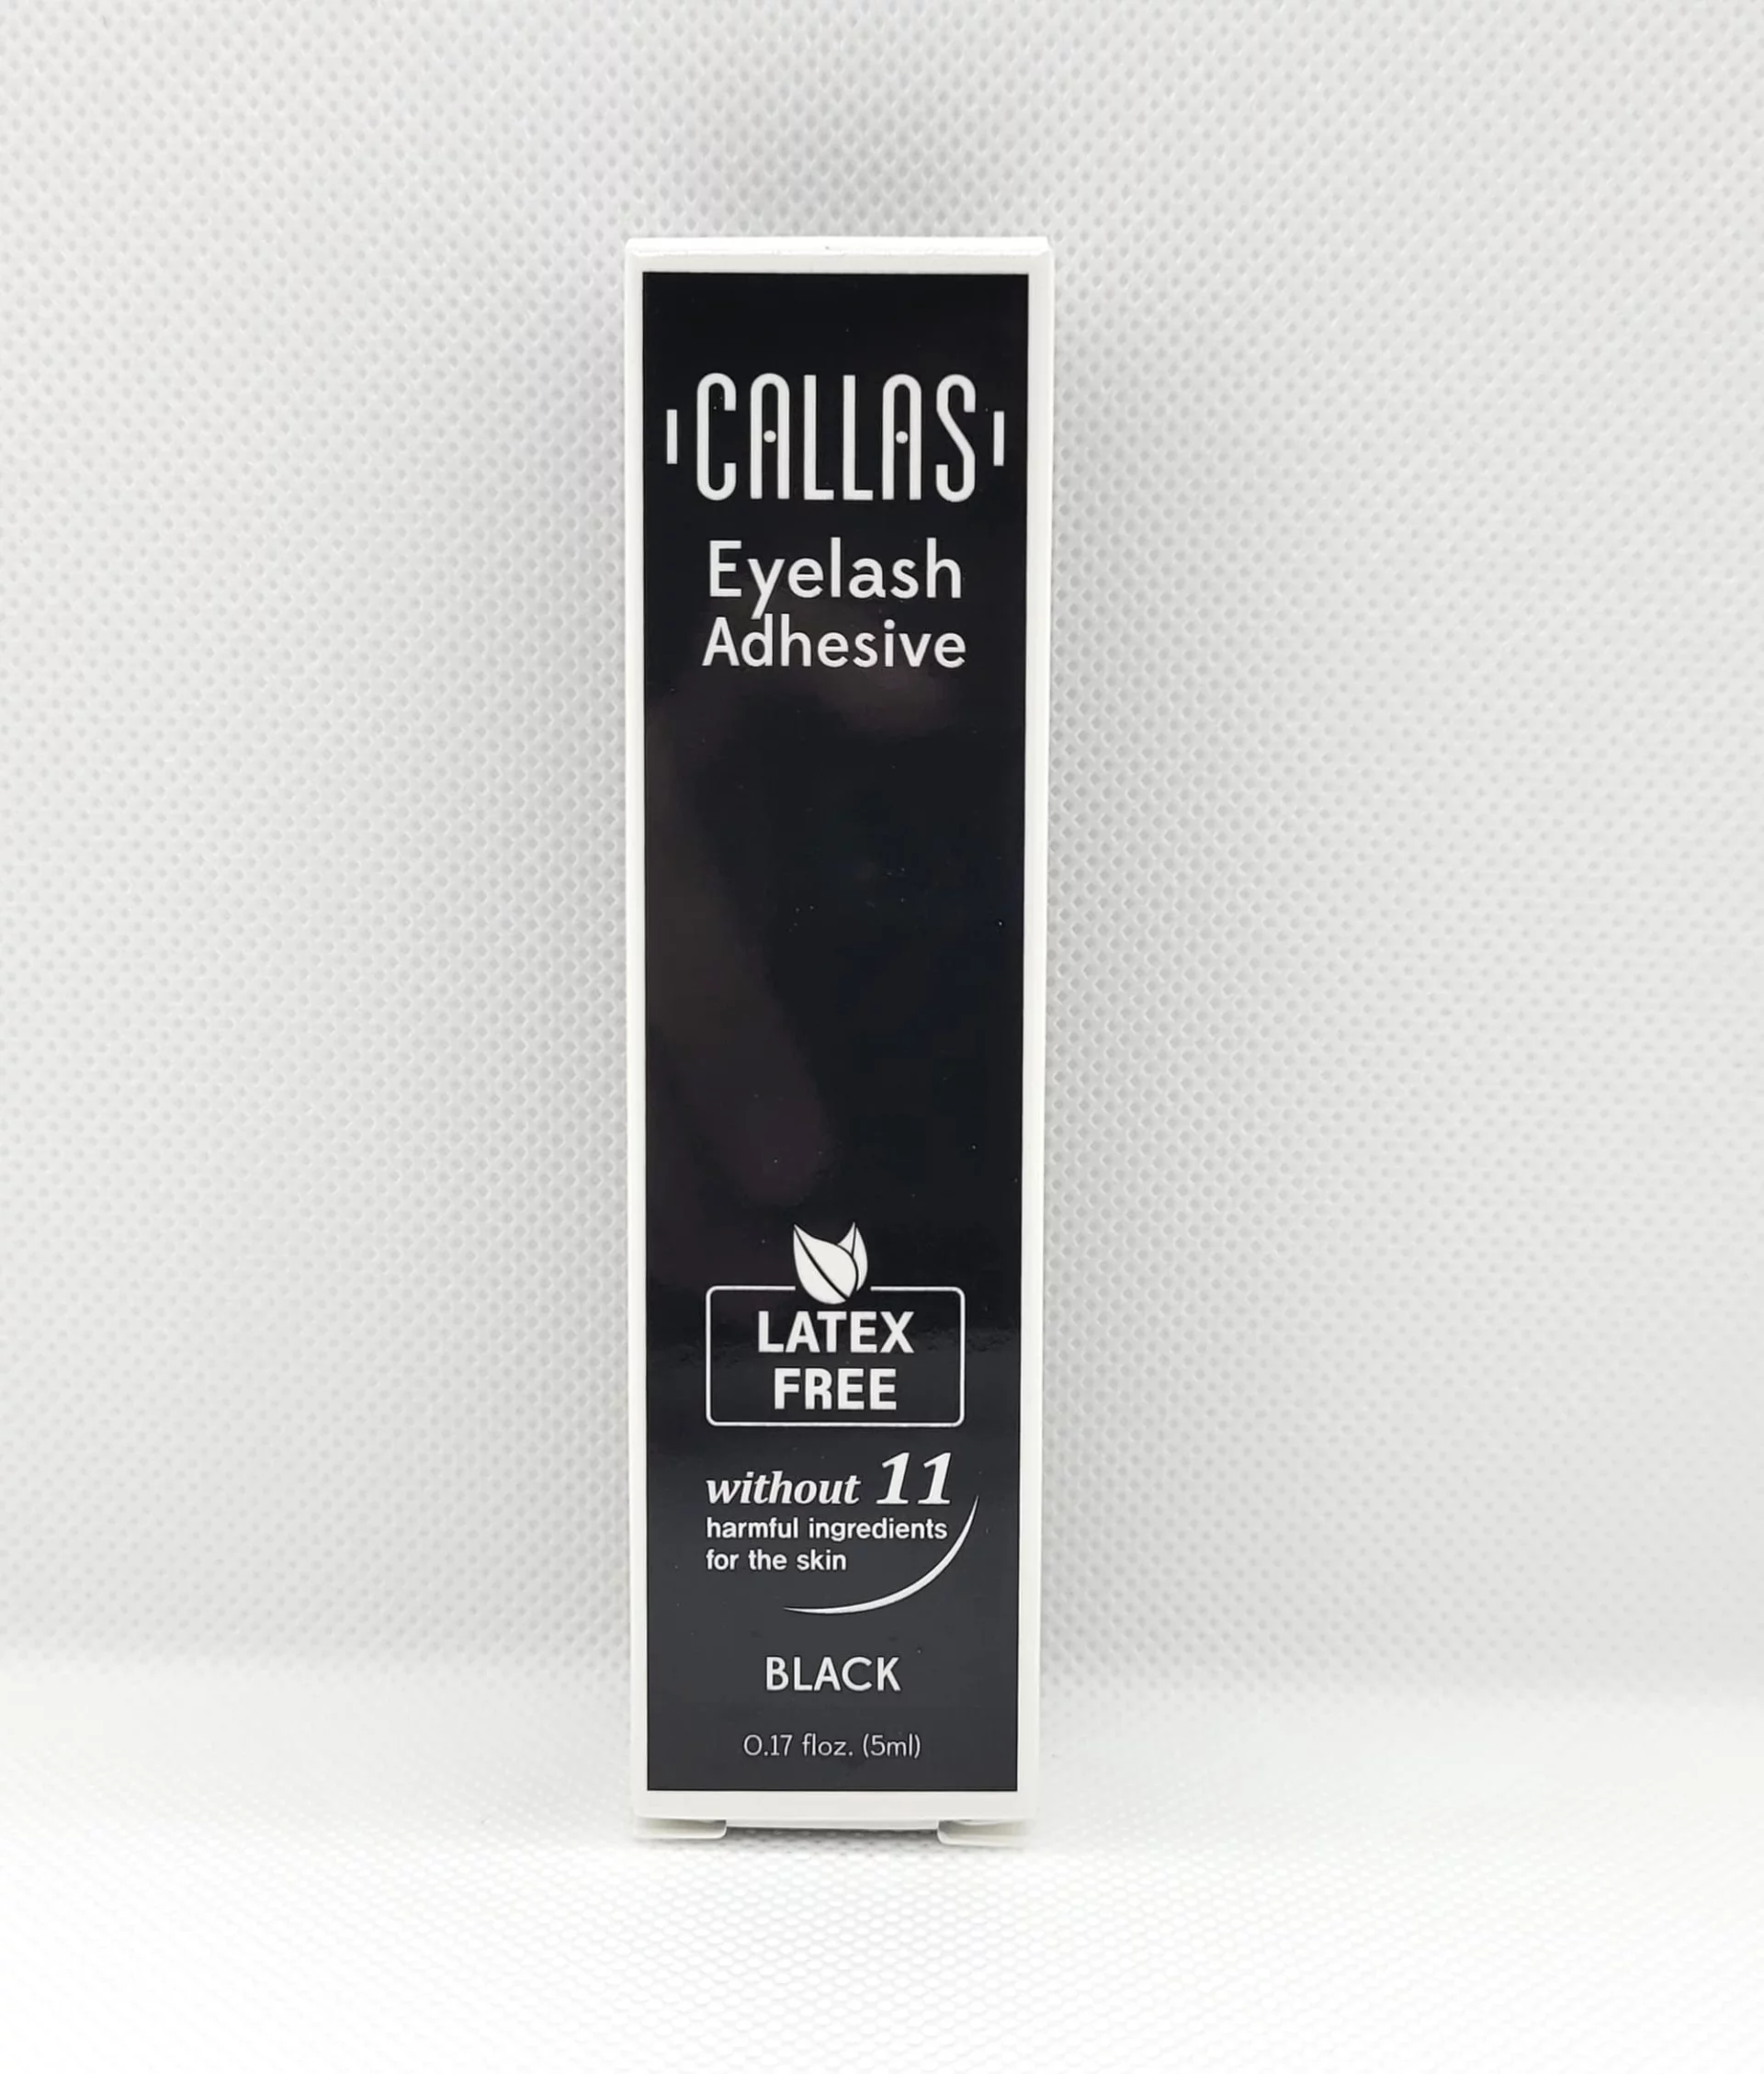 CALLAS
Eyelash
Adhesive
LATEX
FREE
without 11
harmful ingredients
for the skin
BLACK
0.17 floz. (5ml)